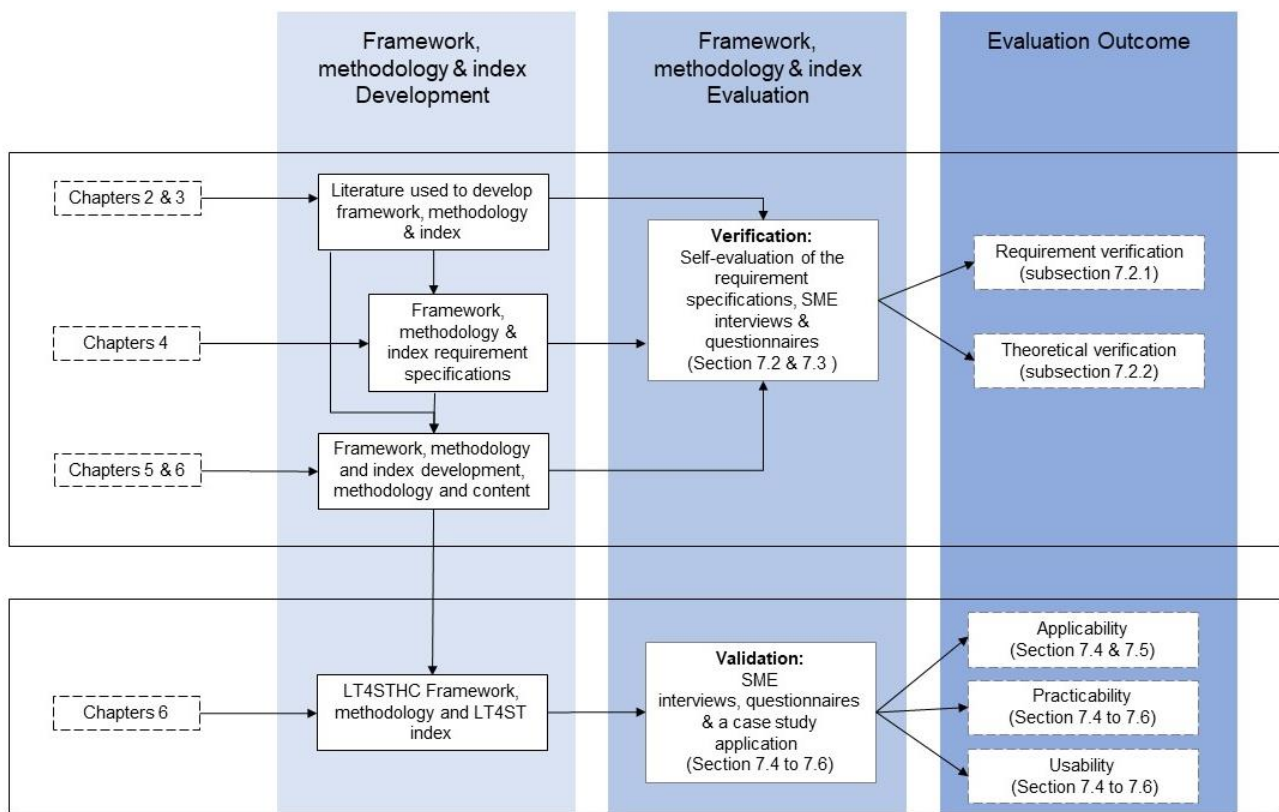 Framework,
methodology & index
Development
Framework,
methodology & index
Evaluation
Evaluation Outcome
Chapters 2 & 3
Literature used to develop
framework, methodology
& index
Verification:
Self-evaluation of the
requirement
specifications, SME
interviews &
questionnaires
(Section 7.2 & 7.3 )
Requirement verification
(subsection 7.2.1)
Chapters 4
Framework,
methodology &
index requirement
specifications
Theoretical verification
(subsection 7.2.2)
Chapters 5 & 6
Framework, methodology
and index development,
methodology and content
Chapters 6
LT4STHC Framework,
methodology and LT4ST
index
Validation:
SME
interviews, questionnaires
& a case study
application
(Section 7.4 to 7.6)
Applicability
(Section 7.4 & 7.5)
Practicability
(Section 7.4 to 7.6)
Usability
(Section 7.4 to 7.6)